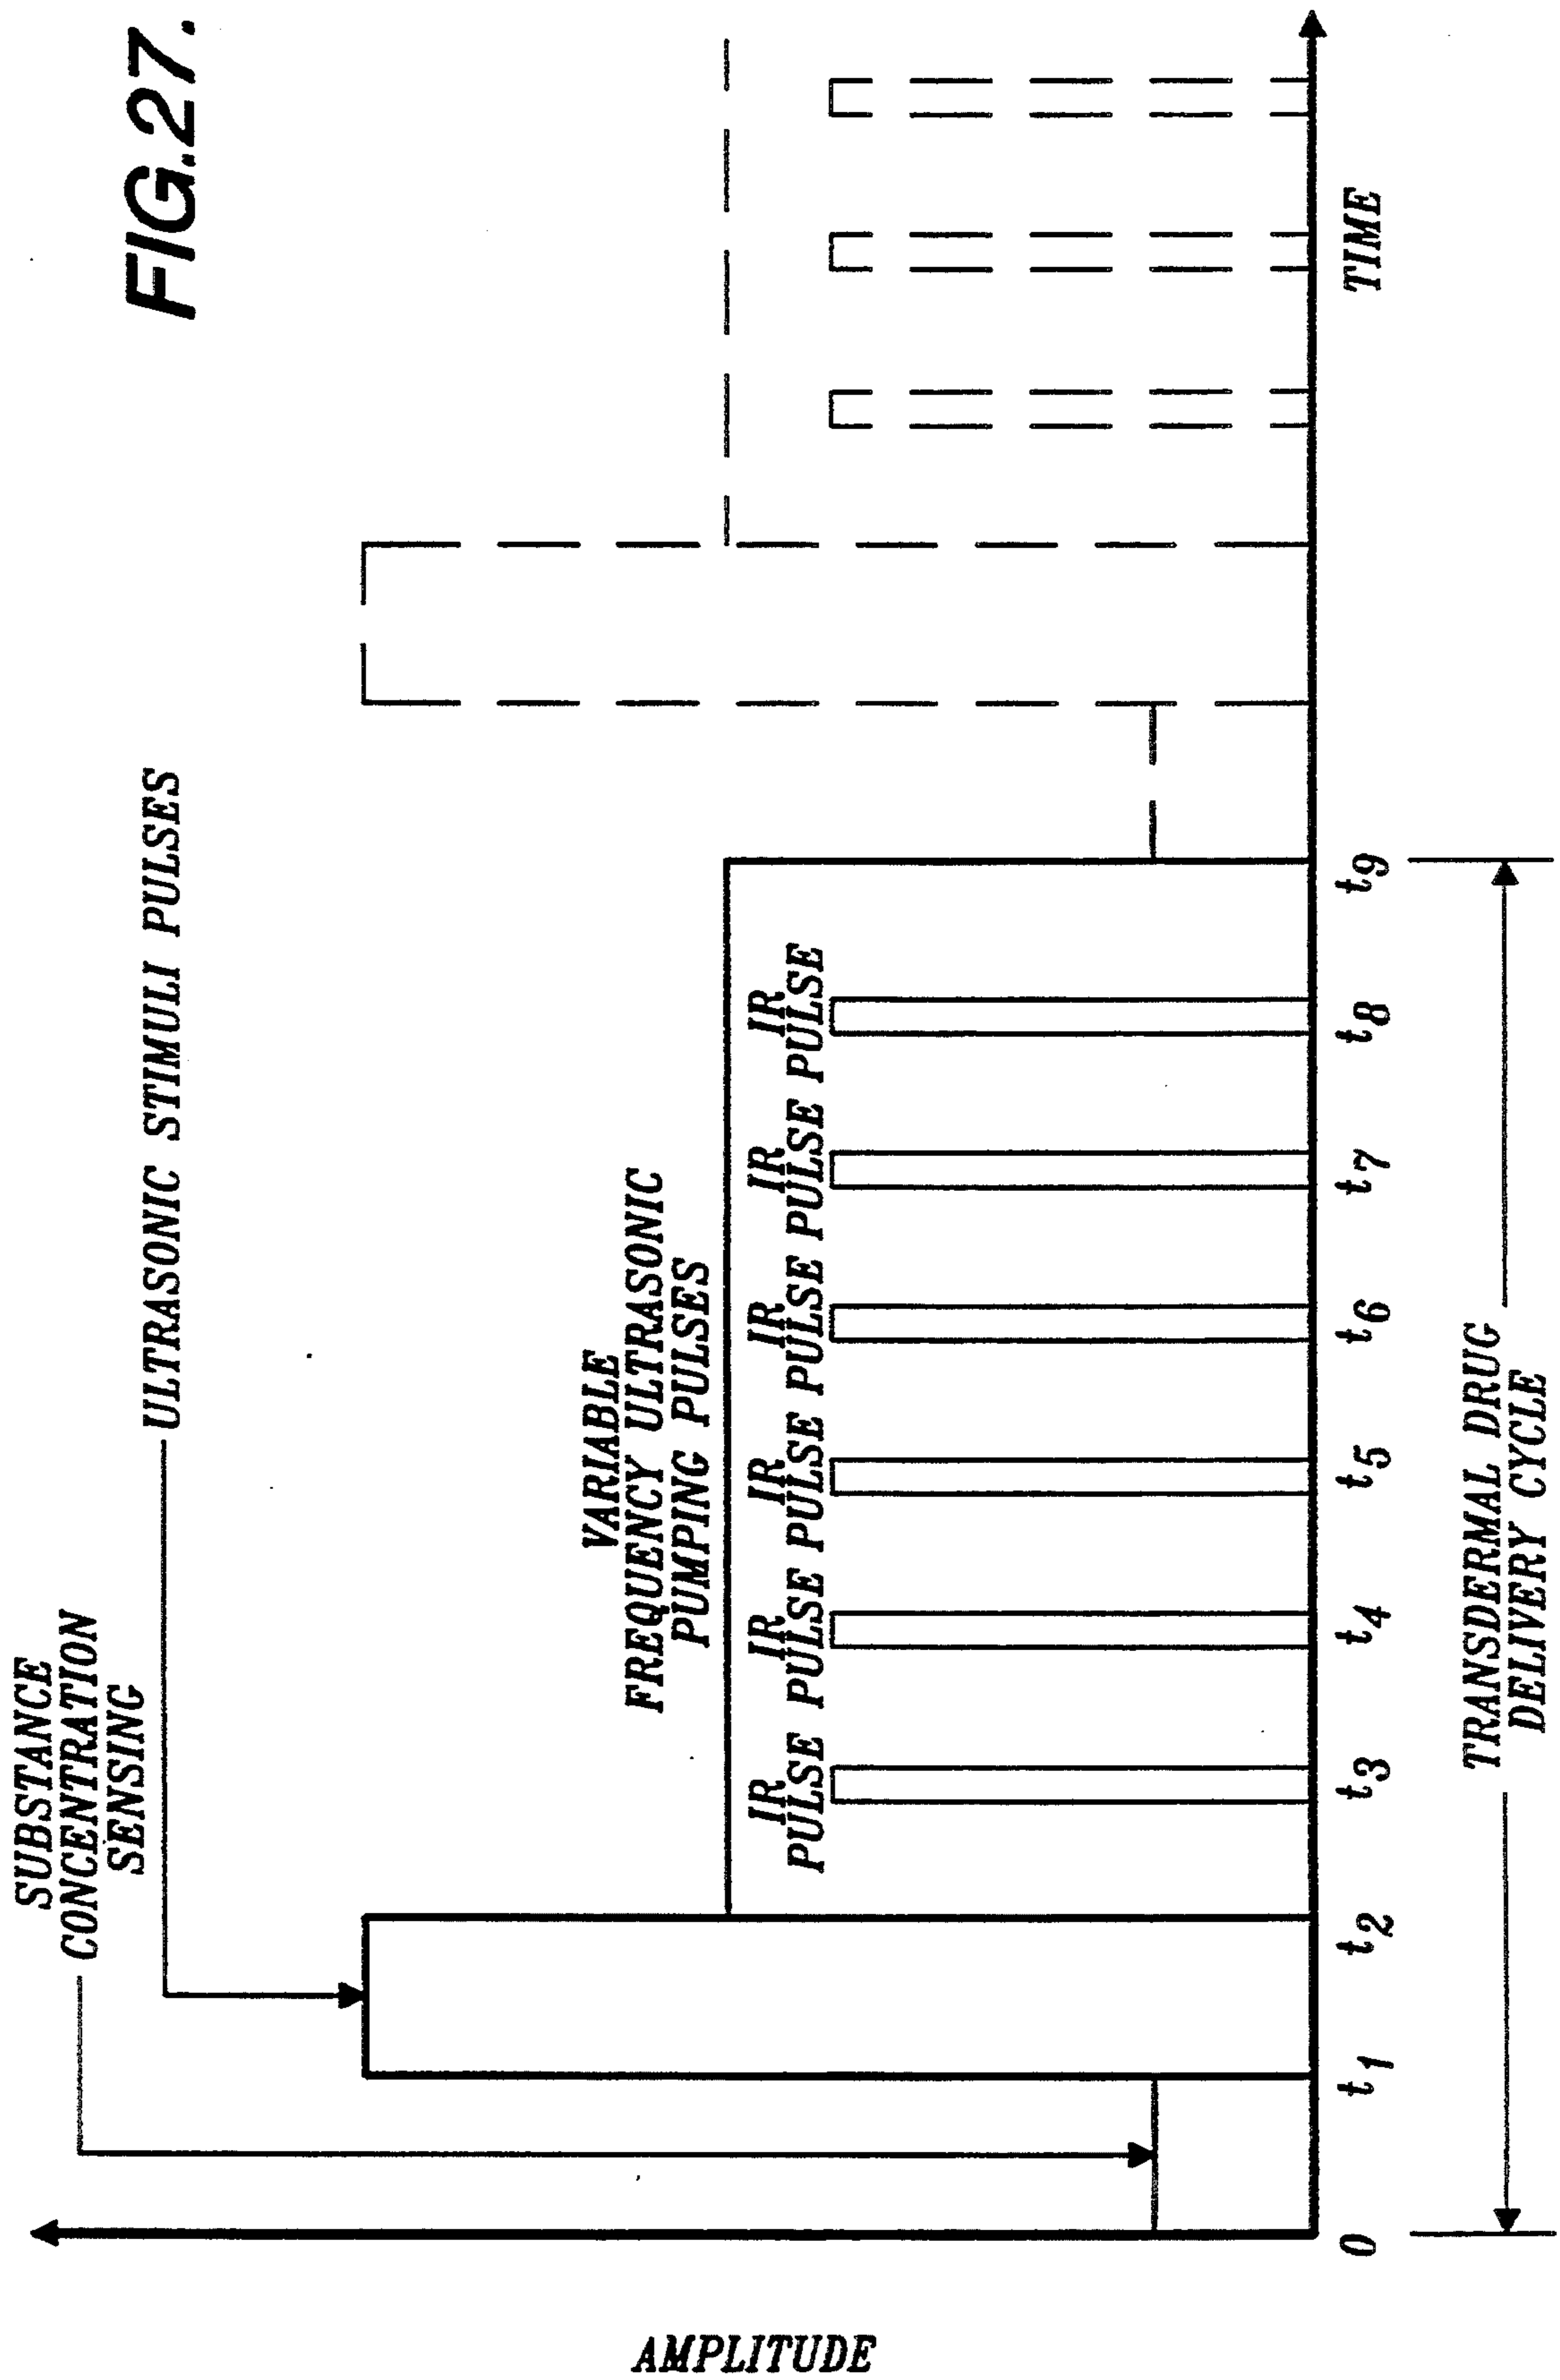 FIG.27.
SUBSTANCE
CONCENTRATION
SENSING
ULTRASONIC STIMULI PULSES
VARIABLE
FREQUENCY ULTRASONIC
PUMPING PULSES
IR IR IR IR IR IR
PULSE PULSE PULSE PULSE PULSE PULSE
AMPLITUDE
0 t1 t2 t3 t4 t5 t6 t7 t8 t9 TIME
TRANSDERMAL DRUG
DELIVERY CYCLE